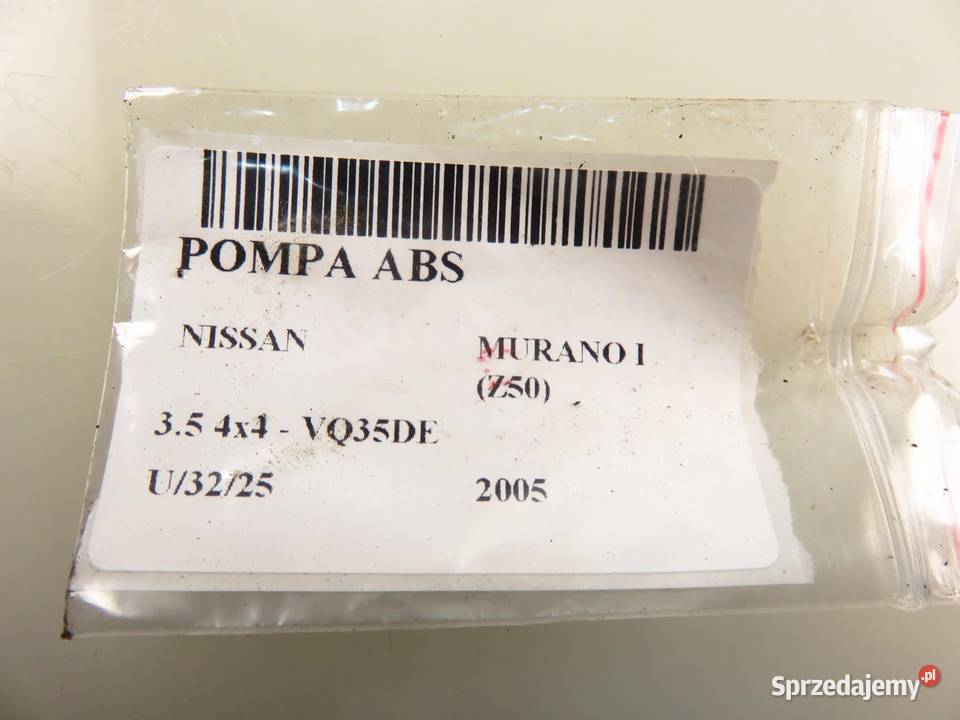 POMPA ABS
NISSAN MURANO I
(Z50)
3.5 4x4 - VQ35DE
U/32/25 2005
Sprzedajemy.pl